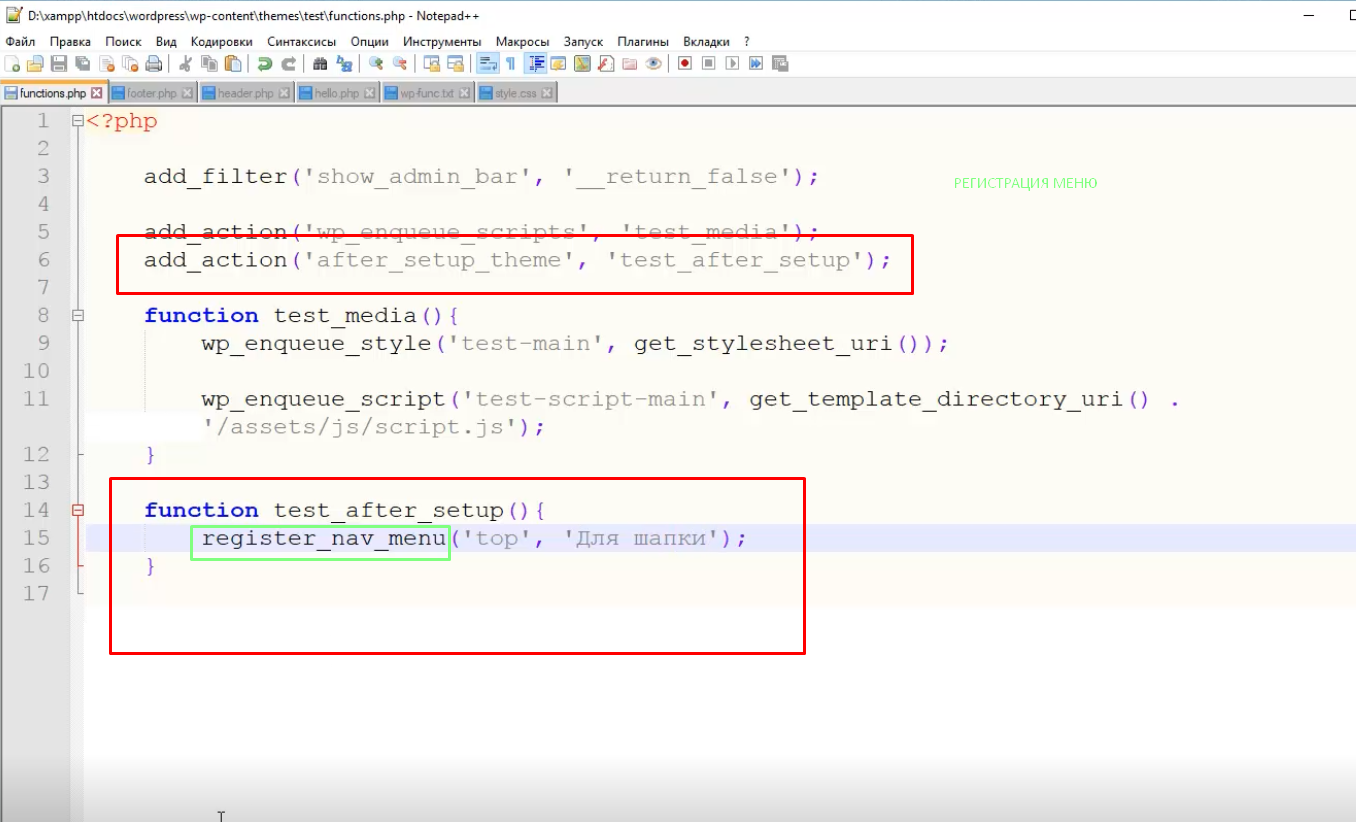 D:\xampp\htdocs\wordpress\wp-content\themes\test\functions.php - Notepad++
Файл Правка Поиск Вид Кодировки Синтаксисы Опции Инструменты Макросы Запуск Плагины Вкладки ?
functions.php footer.php header.php hello.php wp-func.txt style.css
1 <?php
2
3 add_filter('show_admin_bar', '__return_false');
РЕГИСТРАЦИЯ МЕНЮ
4
5 add_action('wp_enqueue_scripts', 'test_media');
6 add_action('after_setup_theme', 'test_after_setup');
7
8 function test_media(){
9 wp_enqueue_style('test-main', get_stylesheet_uri());
10
11 wp_enqueue_script('test-script-main', get_template_directory_uri() .
'/assets/js/script.js');
12 }
13
14 function test_after_setup(){
15 register_nav_menu('top', 'Для шапки');
16 }
17